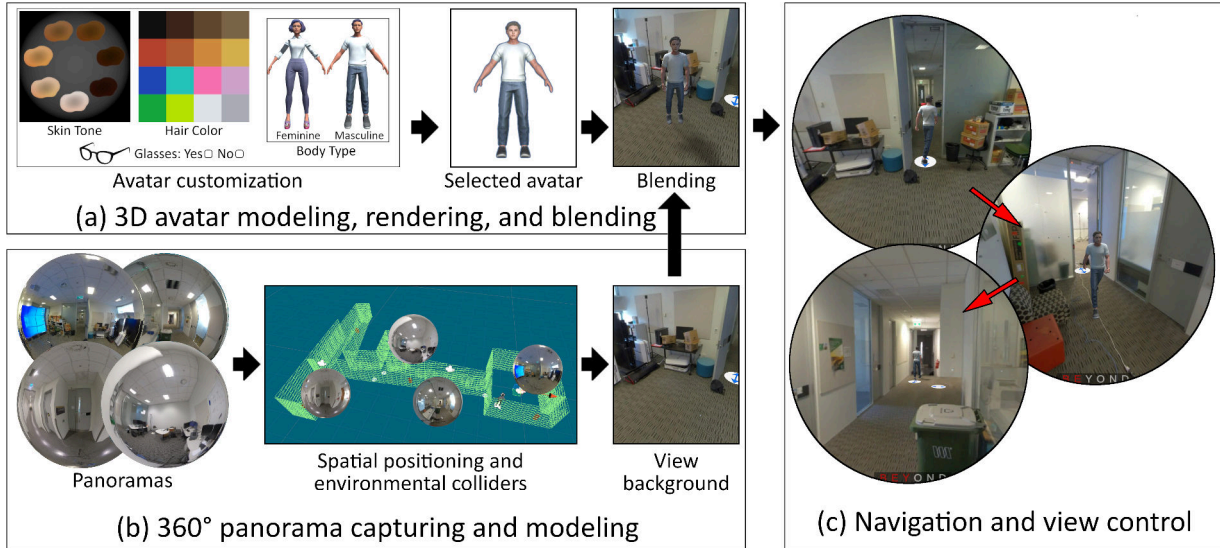 Skin Tone
Hair Color
Feminine
Masculine
Body Type
Glasses: Yes▢ No▢
Avatar customization
Selected avatar
Blending
(a) 3D avatar modeling, rendering, and blending
Panoramas
Spatial positioning and
environmental colliders
View
background
(b) 360° panorama capturing and modeling
BEYOND
BEYOND
(c) Navigation and view control